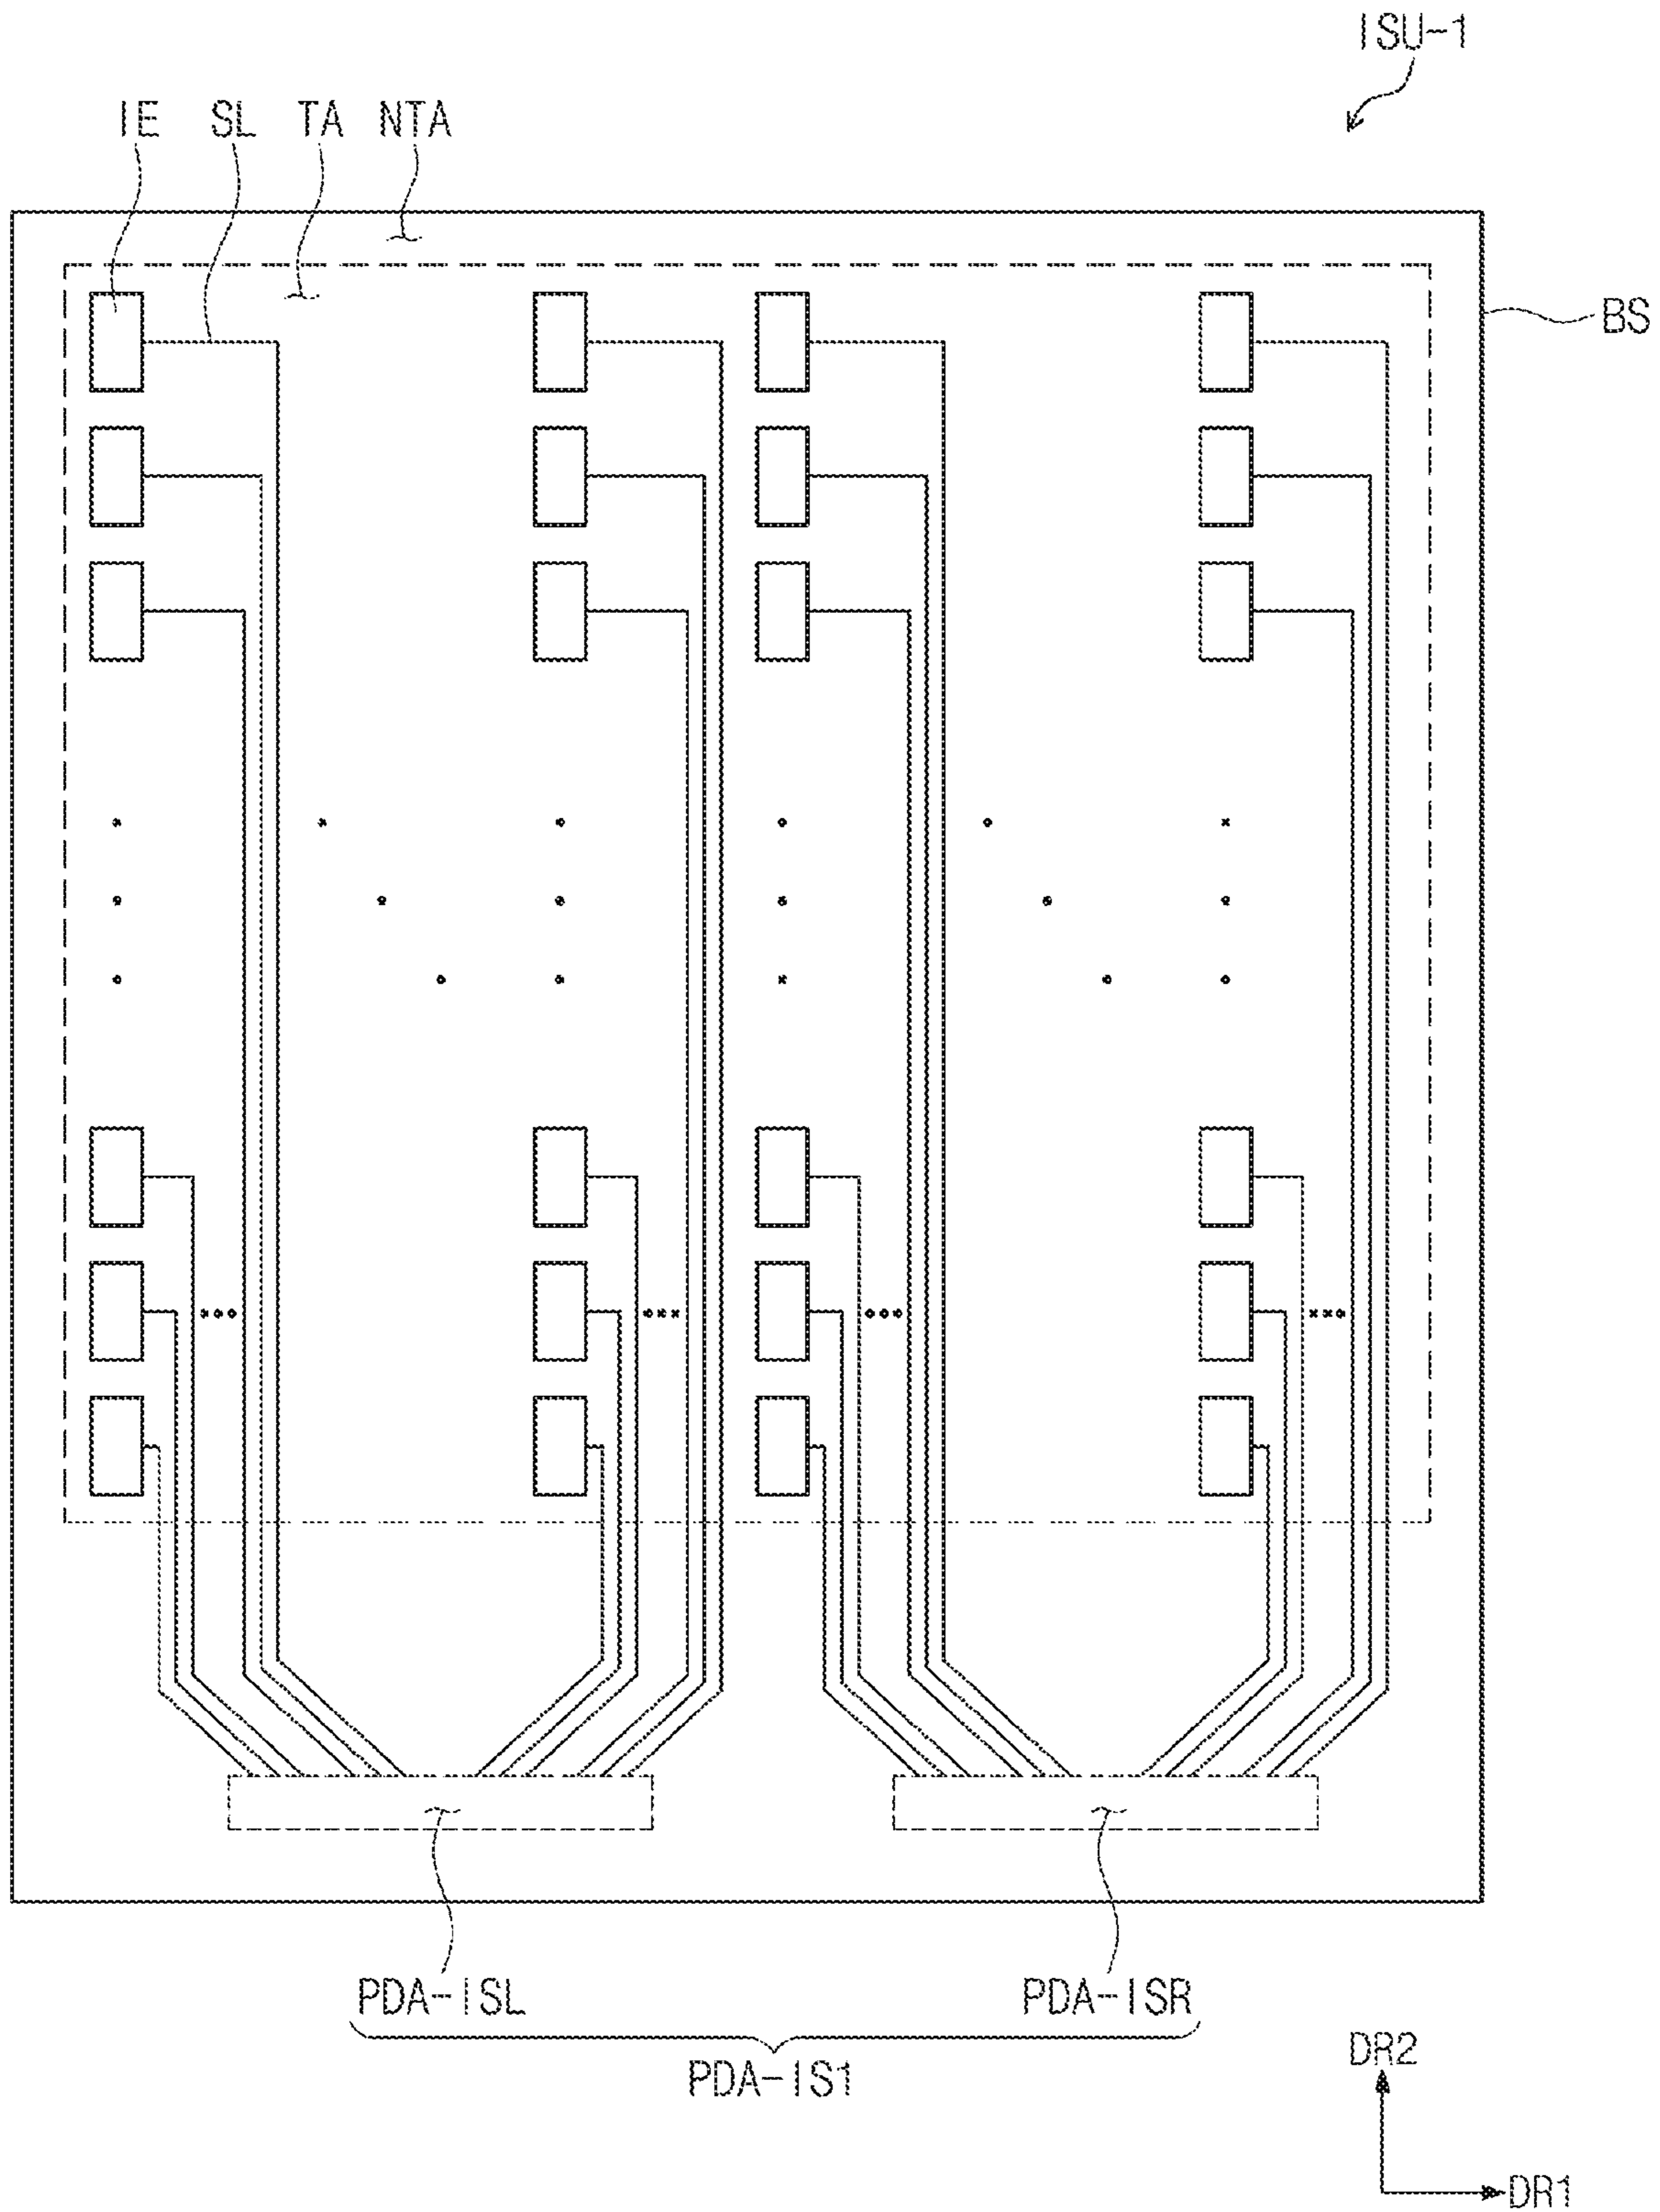 ISU-1
IE SL TA NTA
BS
PDA-ISL PDA-ISR
PDA-IS1
DR2
DR1